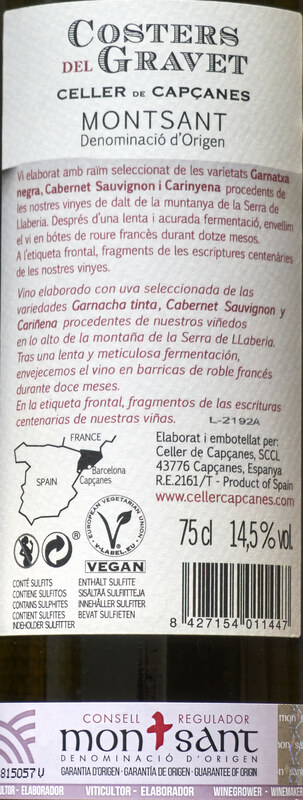 COSTERS
DEL GRAVET
CELLER DE CAPÇANES
MONTSANT
Denominació d'Origen
Vi elaborat amb raïm seleccionat de les varietats Garnatxa
negra, Cabernet Sauvignon i Carinyena procedents de
les nostres vinyes de dalt de la muntanya de la Serra de
Llaberia. Després d'una lenta i acurada fermentació, envellim
el vi en bótes de roure francès durant dotze mesos.
A l'etiqueta frontal, fragments de les escriptures centenàries
de les nostres vinyes.
Vino elaborado con uva seleccionada de las
variedades Garnacha tinta, Cabernet Sauvignon y
Cariñena procedentes de nuestros viñedos
en lo alto de la montaña de la Serra de LLaberia.
Tras una lenta y meticulosa fermentación,
envejecemos el vino en barricas de roble francés
durante doce meses.
En la etiqueta frontal, fragmentos de las escrituras
centenarias de nuestras viñas.
L-2192A
FRANCE
SPAIN
Barcelona
Capçanes
Elaborat i embotellat per:
Celler de Capçanes, SCCL
43776 Capçanes, Espanya
R.E.2161/T - Product of Spain
www.cellercapcanes.com
EUROPEAN VEGETARIAN UNION
V-LABEL.EU
®
VEGAN
75 cl 14,5% vol.
CONTÉ SULFITS
CONTIENE SULFITOS
CONTAINS SULPHITES
CONTIENT SULFITES
INDEHOLDER SULFITTER
ENTHÄLT SULFITE
SISÄLTÄÄ SULFIITTEJA
INNEHÅLLER SULFITER
BEVAT SULFIETEN
8 427154 011447
CONSELL REGULADOR
montsant
DENOMINACIÓ D'ORIGEN
GARANTIA D'ORIGEN · GARANTÍA DE ORIGEN · GUARANTEE OF ORIGIN
815057 V
ULTOR - ELABORADOR VITICULTOR - ELABORADOR WINEGROWER - WINEMAKER